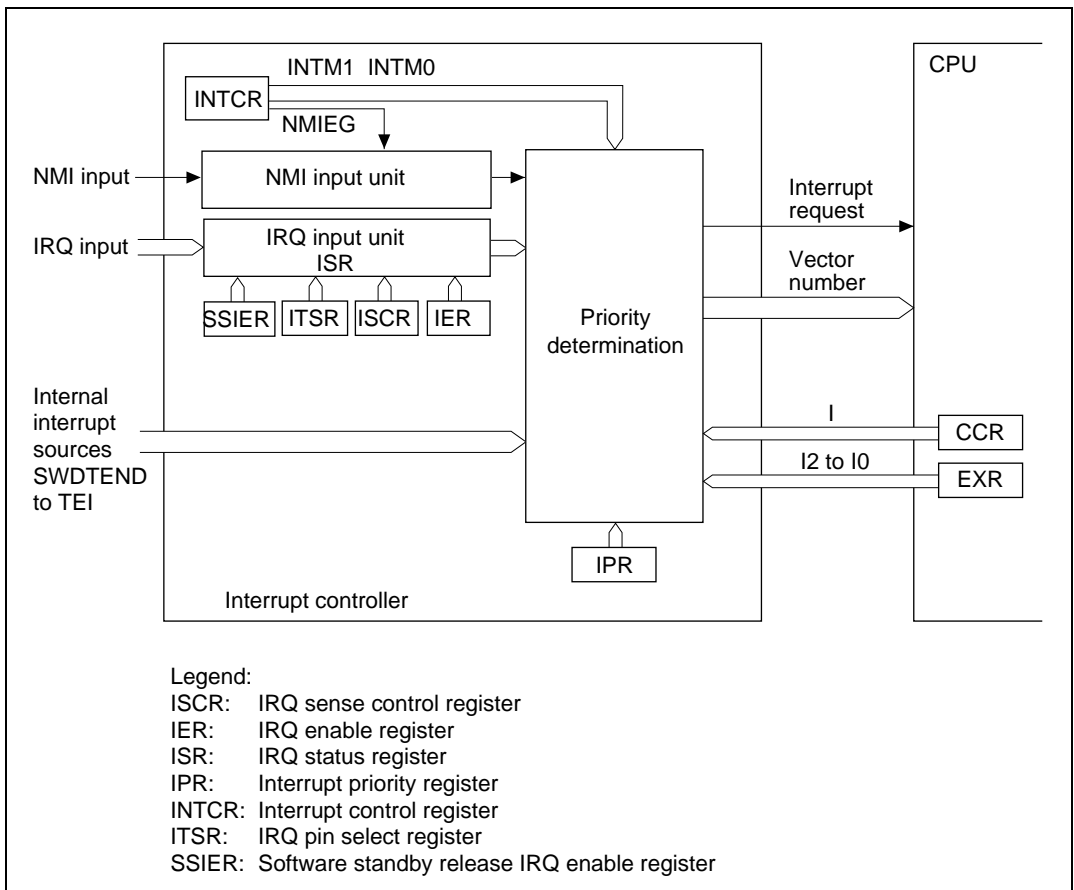 INTM1 INTM0
CPU
INTCR
NMIEG
NMI input
NMI input unit
Interrupt
request
IRQ input
IRQ input unit
ISR
Vector
number
SSIER
ITSR
ISCR
IER
Priority
determination
Internal
interrupt
sources
SWDTEND
to TEI
I
CCR
I2 to I0
EXR
IPR
Interrupt controller
Legend:
ISCR: IRQ sense control register
IER: IRQ enable register
ISR: IRQ status register
IPR: Interrupt priority register
INTCR: Interrupt control register
ITSR: IRQ pin select register
SSIER: Software standby release IRQ enable register